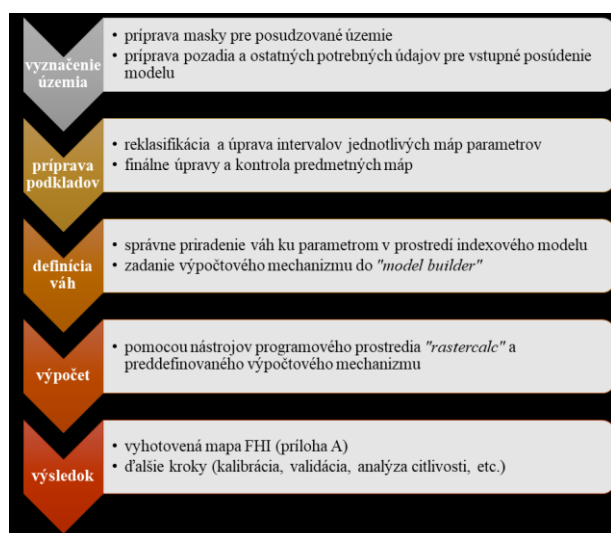 vyznačenie
územia
• príprava masky pre posudzované územie
• príprava pozadia a ostatných potrebných údajov pre vstupné posúdenie
modelu
príprava
podkladov
• reklasifikácia a úprava intervalov jednotlivých máp parametrov
• finálne úpravy a kontrola predmetných máp
definícia
váh
• správne priradenie váh ku parametrom v prostredí indexového modelu
• zadanie výpočtového mechanizmu do "model builder"
výpočet
• pomocou nástrojov programového prostredia "rastercalc" a
preddefinovaného výpočtového mechanizmu
výsledok
• vyhotovená mapa FHI (príloha A)
• ďalšie kroky (kalibrácia, validácia, analýza citlivosti, etc.)